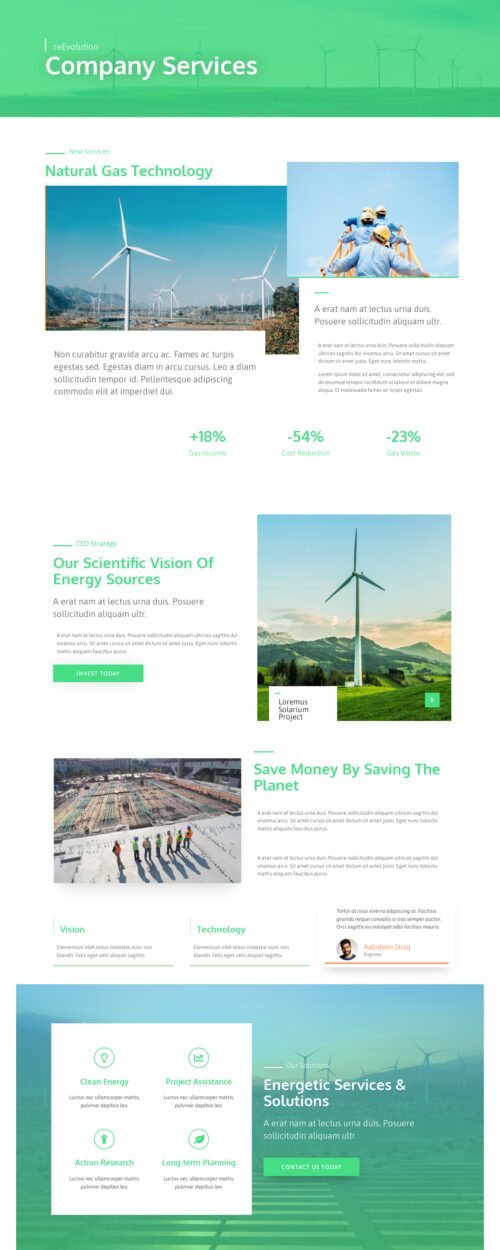 reEvolution
Company Services
New Services
Natural Gas Technology
A erat nam at lectus urna duis.
Posuere sollicitudin aliquam ultr.
A erat nam at lectus urna duis. Posuere sollicitudin aliquam
ultrices sagittis dui vivamus arcu. Sit amet cursus sit amet
dictum sit amet justo. Eget nunc lobortis mattis.
Lorem ipsum dolor sit amet, consectetur adipiscing elit, sed
do eiusmod tempor incididunt ut labore et dolore magna
aliqua. Et malesuada fames ac turpis egestas.
Non curabitur gravida arcu ac. Fames ac turpis
egestas sed. Egestas diam in arcu cursus. Leo a diam
sollicitudin tempor id. Pellentesque adipiscing
commodo elit at imperdiet dui.
+18%
Gas Income
-54%
Cost Reduction
-23%
Gas Waste
CEO Strategy
Our Scientific Vision Of
Energy Sources
A erat nam at lectus urna duis. Posuere
sollicitudin aliquam ultr.
A erat nam at lectus urna duis. Posuere sollicitudin aliquam ultrices sagittis dui
vivamus arcu. Sit amet cursus sit amet dictum sit amet justo. Eget nunc lobortis
mattis aliquam faucibus purus.
INVEST TODAY
Loremus
Solarium
Project
Save Money By Saving The
Planet
A erat nam at lectus urna duis. Posuere sollicitudin aliquam ultrices sagittis dui
vivamus arcu. Sit amet cursus sit amet dictum sit amet justo. Eget nunc lobortis
mattis aliquam faucibus purus.
A erat nam at lectus urna duis. Posuere sollicitudin aliquam ultrices sagittis dui
vivamus arcu. Sit amet cursus sit amet dictum sit amet justo. Eget nunc lobortis
mattis aliquam faucibus purus.
Vision
Elementum nibh tellus molestie nunc non
blandit. Felis eget velit aliquet sagittis.
Technology
Elementum nibh tellus molestie nunc non
blandit. Felis eget velit aliquet sagittis.
Tortor at risus viverra adipiscing at. Facilisis
gravida neque convallis a cras semper auctor.
Orci sagittis eu volutpat odio facilisis mauris.
Aabideen Shaq
Engineer
Clean Energy
Luctus nec ullamcorper mattis,
pulvinar dapibus leo.
Project Assistance
Luctus nec ullamcorper mattis,
pulvinar dapibus leo.
Action Research
Luctus nec ullamcorper mattis,
pulvinar dapibus leo.
Long-term Planning
Luctus nec ullamcorper mattis,
pulvinar dapibus leo.
Our Solutions
Energetic Services &
Solutions
A erat nam at lectus urna duis. Posuere
sollicitudin aliquam ultr.
CONTACT US TODAY